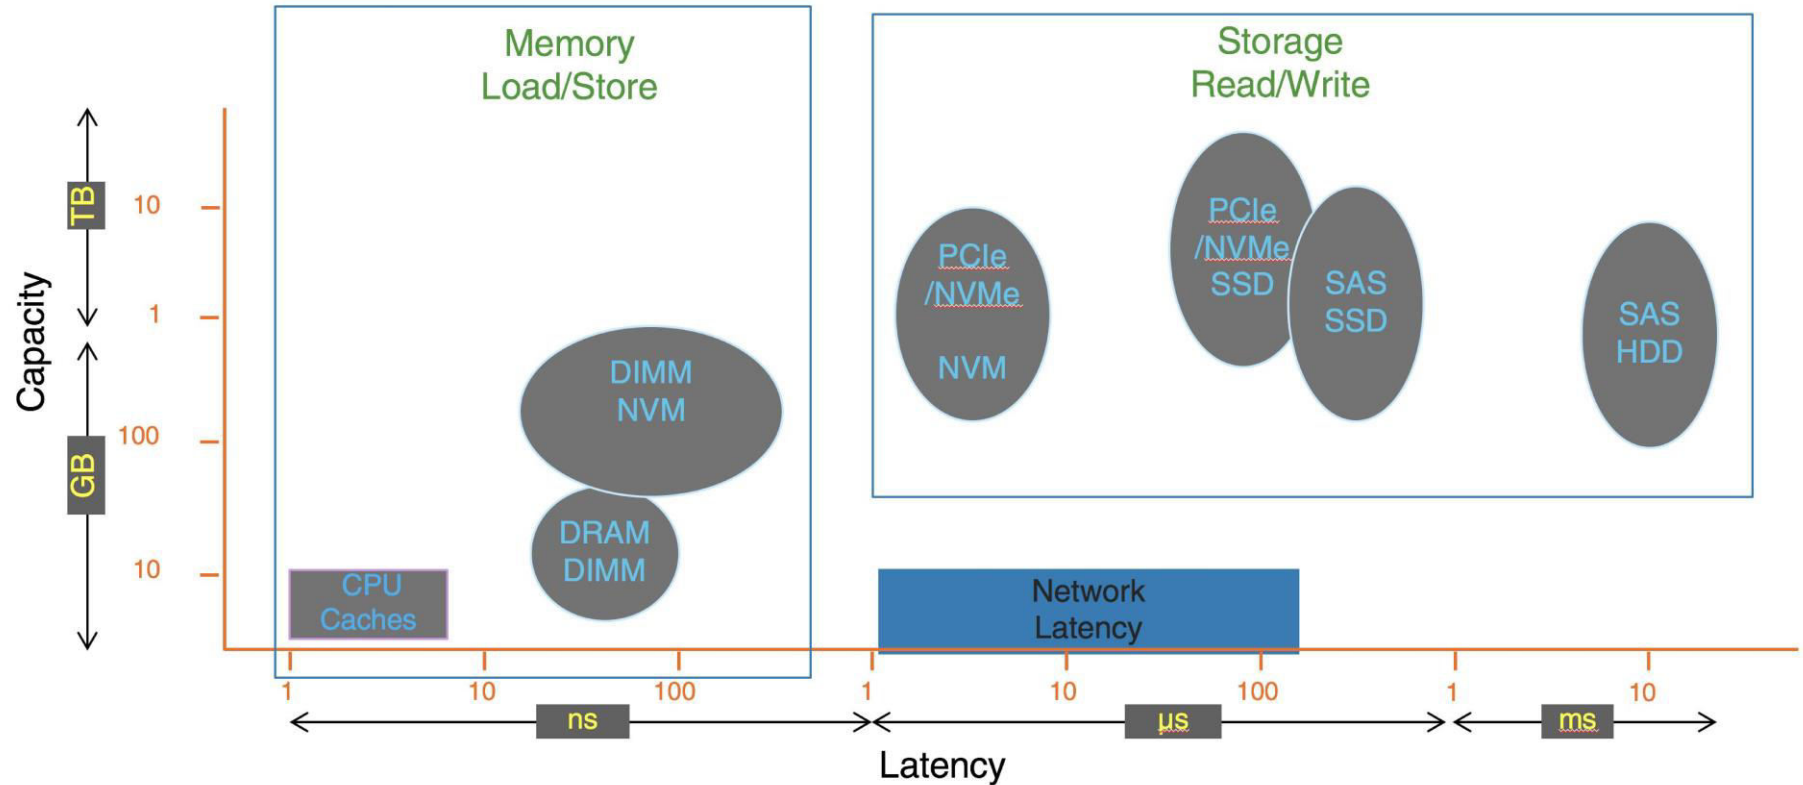 Memory
Load/Store
Storage
Read/Write
Capacity
TB
GB
10
1
100
10
PCIe
/NVMe
NVM
PCIe
/NVMe
SSD
SAS
SSD
SAS
HDD
DIMM
NVM
DRAM
DIMM
CPU
Caches
Network
Latency
1
10
100
1
10
100
1
10
ns
µs
ms
Latency